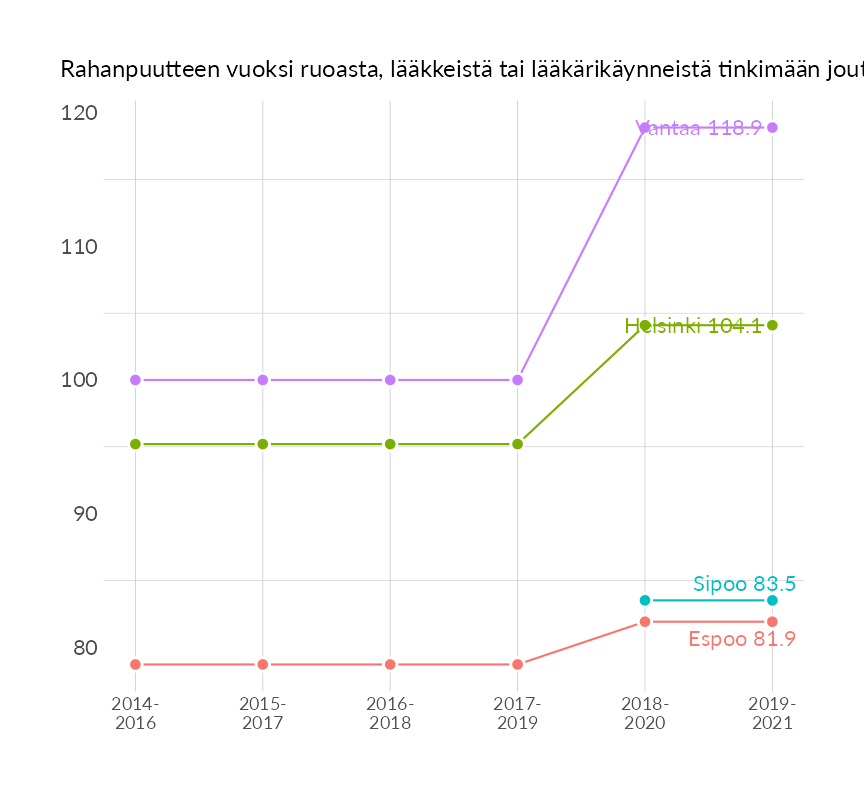 Rahanpuutteen vuoksi ruoasta, lääkkeistä tai lääkärikäynneistä tinkimään jout
120
Vantaa 118.9
110
Helsinki 104.1
100
90
Sipoo 83.5
Espoo 81.9
80
2014- 2015- 2016- 2017- 2018- 2019-
2016 2017 2018 2019 2020 2021